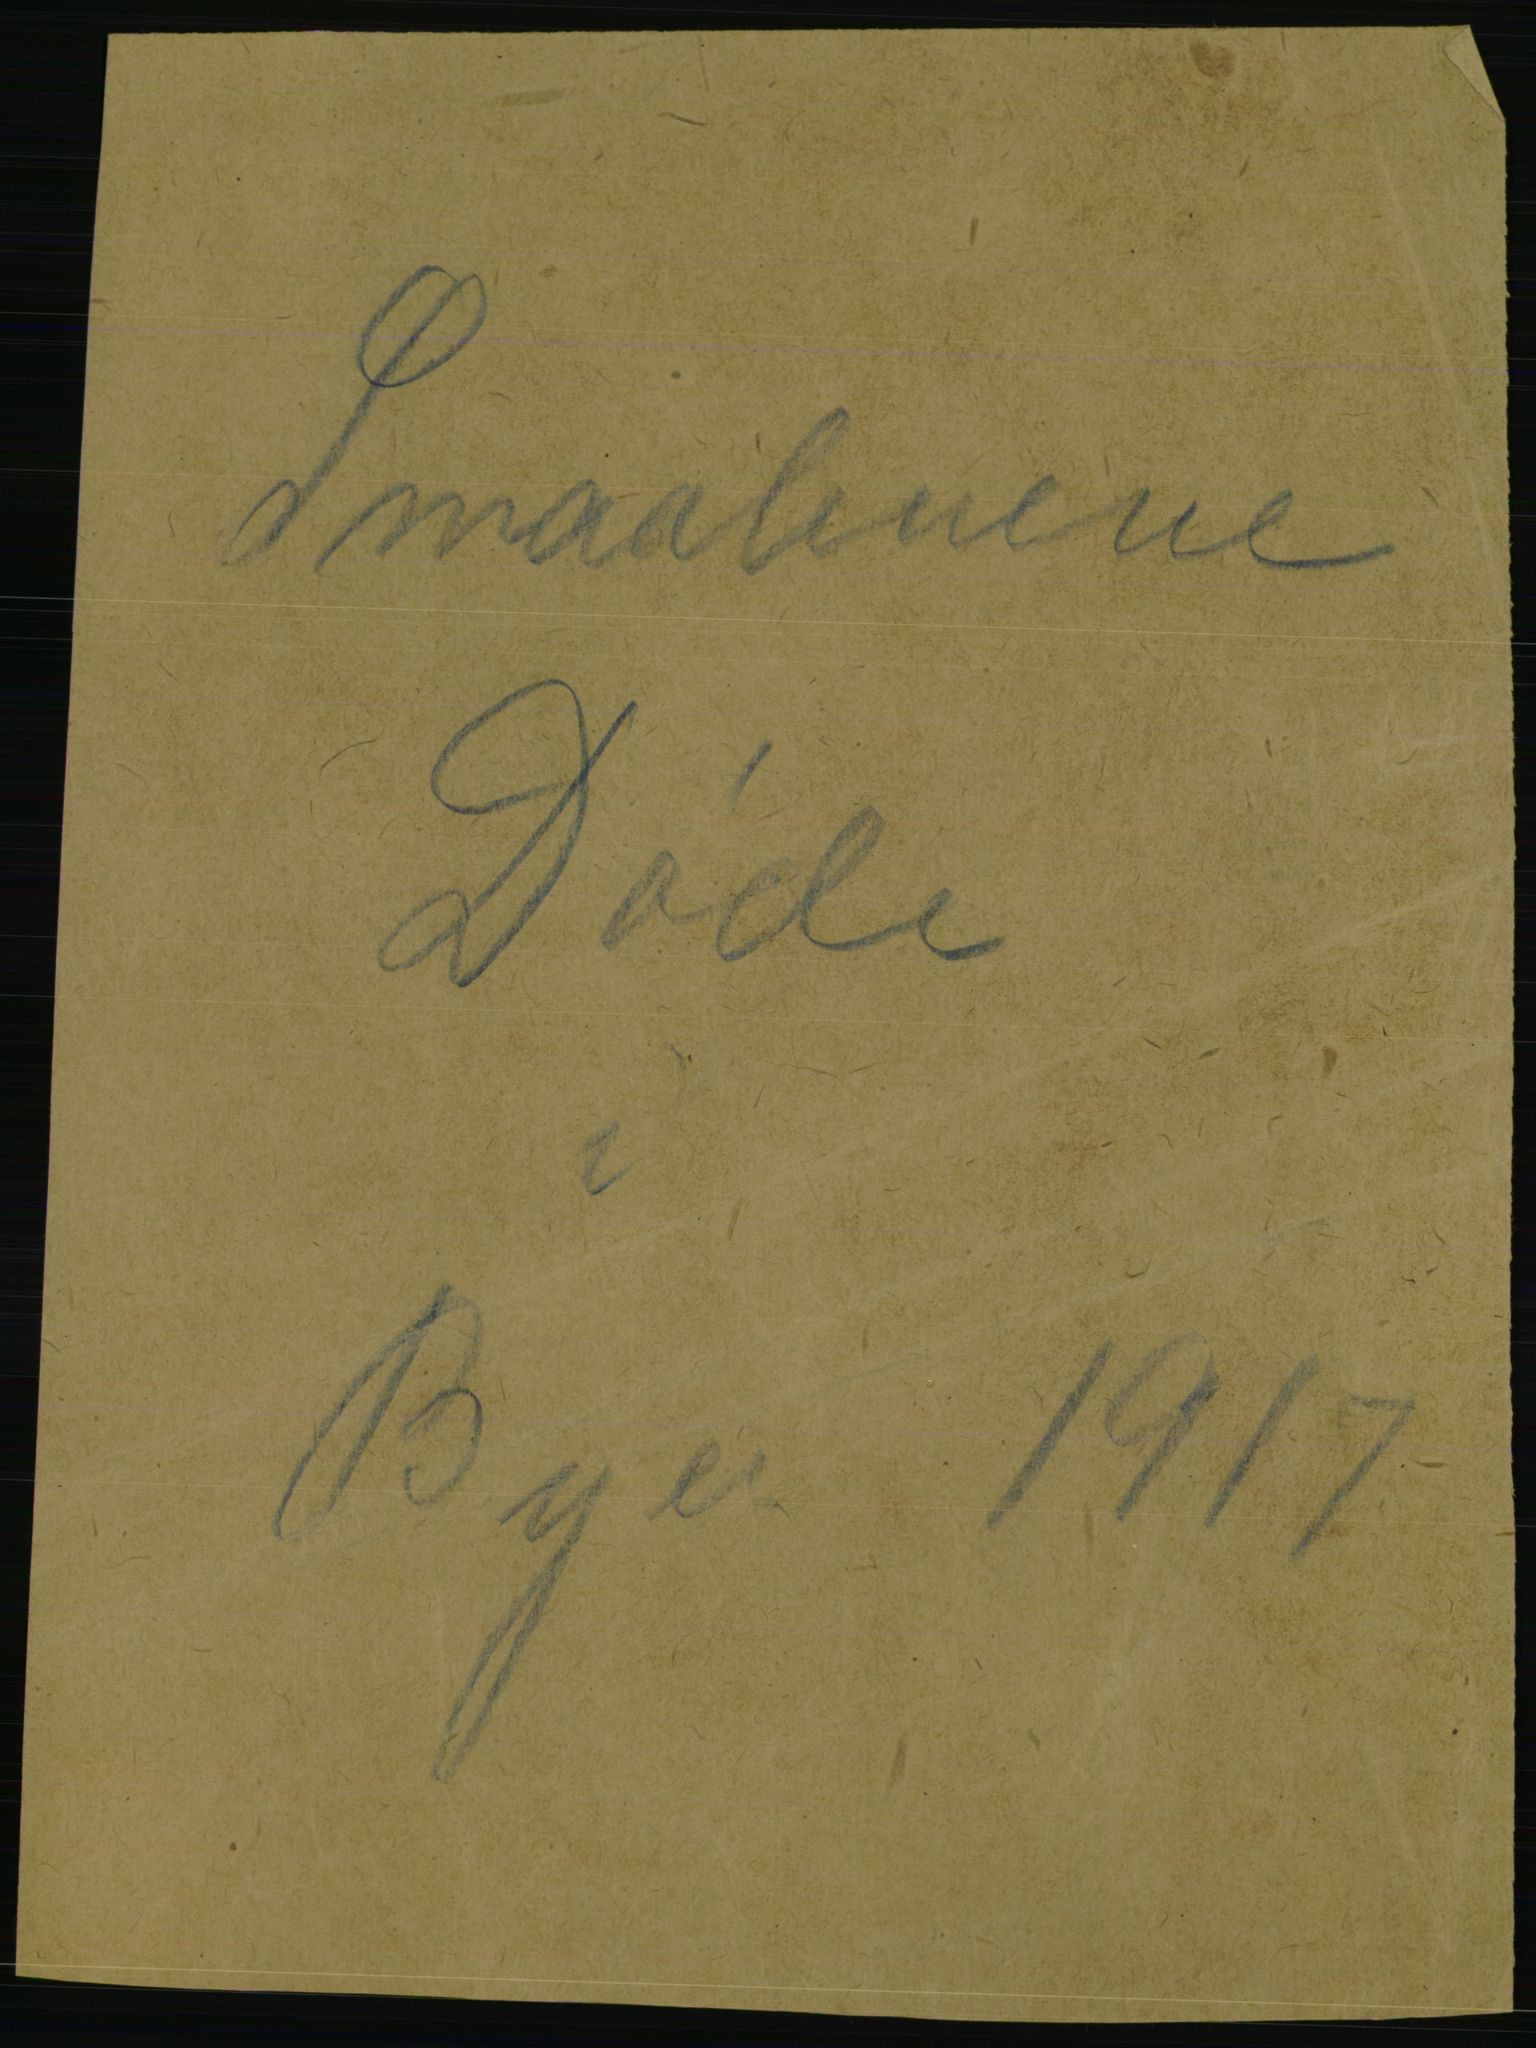 Smaalenene
Døde
i
Byer 1917